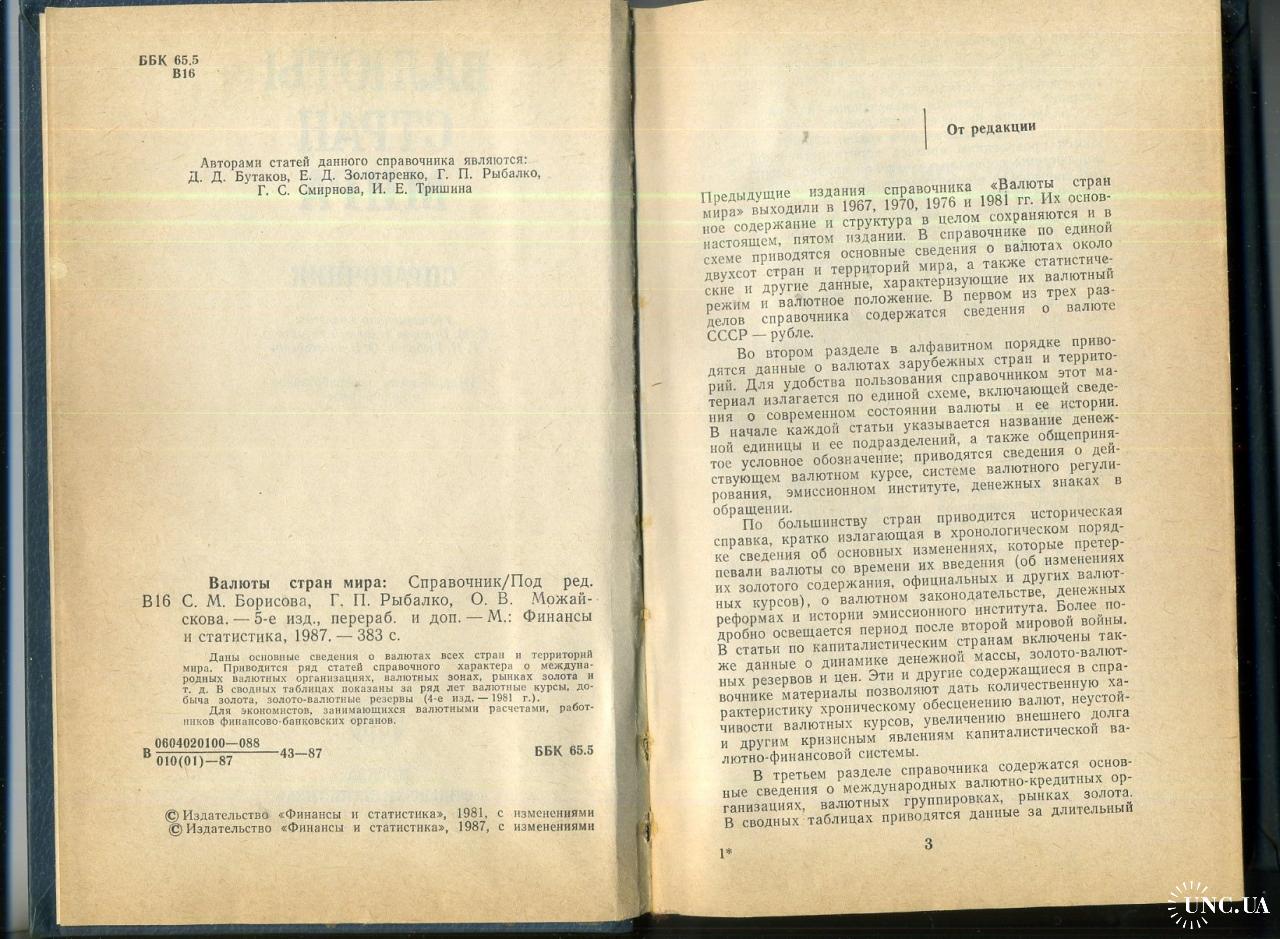 ББК 65.5
В16
Авторами статей данного справочника являются:
Д. Д. Бутаков, Е. Д. Золотаренко, Г. П. Рыбалко,
Г. С. Смирнова, И. Е. Тришина
Валюты стран мира: Справочник/Под ред.
В16 С. М. Борисова, Г. П. Рыбалко, О. В. Можай-
скова. — 5-е изд., перераб. и доп. — М.: Финансы
и статистика, 1987. — 383 с.
Даны основные сведения о валютах всех стран и территорий
мира. Приводится ряд статей справочного характера о междуна-
родных валютных организациях, валютных зонах, рынках золота и
т. д. В сводных таблицах показаны за ряд лет валютные курсы, до-
быча золота, золото-валютные резервы (4-е изд. — 1981 г.).
Для экономистов, занимающихся валютными расчетами, работ-
ников финансово-банковских органов.
В 0604020100—088
010(01)—87 43—87
ББК 65.5
© Издательство «Финансы и статистика», 1981, с изменениями
© Издательство «Финансы и статистика», 1987, с изменениями
От редакции
Предыдущие издания справочника «Валюты стран
мира» выходили в 1967, 1970, 1976 и 1981 гг. Их основ-
ное содержание и структура в целом сохраняются и в
настоящем, пятом издании. В справочнике по единой
схеме приводятся основные сведения о валютах около
двухсот стран и территорий мира, а также статистиче-
ские и другие данные, характеризующие их валютный
режим и валютное положение. В первом из трех раз-
делов справочника содержатся сведения о валюте
СССР — рубле.
Во втором разделе в алфавитном порядке приво-
дятся данные о валютах зарубежных стран и террито-
рий. Для удобства пользования справочником этот ма-
териал излагается по единой схеме, включающей сведе-
ния о современном состоянии валюты и ее истории.
В начале каждой статьи указывается название денеж-
ной единицы и ее подразделений, а также общеприня-
тое условное обозначение; приводятся сведения о дей-
ствующем валютном курсе, системе валютного регули-
рования, эмиссионном институте, денежных знаках в
обращении.
По большинству стран приводится историческая
справка, кратко излагающая в хронологическом поряд-
ке сведения об основных изменениях, которые претер-
певали валюты со времени их введения (об изменениях
их золотого содержания, официальных и других валют-
ных курсов), о валютном законодательстве, денежных
реформах и истории эмиссионного института. Более по-
дробно освещается период после второй мировой войны.
В статьи по капиталистическим странам включены так-
же данные о динамике денежной массы, золото-валют-
ных резервов и цен. Эти и другие содержащиеся в спра-
вочнике материалы позволяют дать количественную ха-
рактеристику хроническому обесценению валют, неустой-
чивости валютных курсов, увеличению внешнего долга
и другим кризисным явлениям капиталистической ва-
лютно-финансовой системы.
В третьем разделе справочника содержатся основ-
ные сведения о международных валютно-кредитных ор-
ганизациях, валютных группировках, рынках золота.
В сводных таблицах приводятся данные за длительный
1*
3
UNC.UA